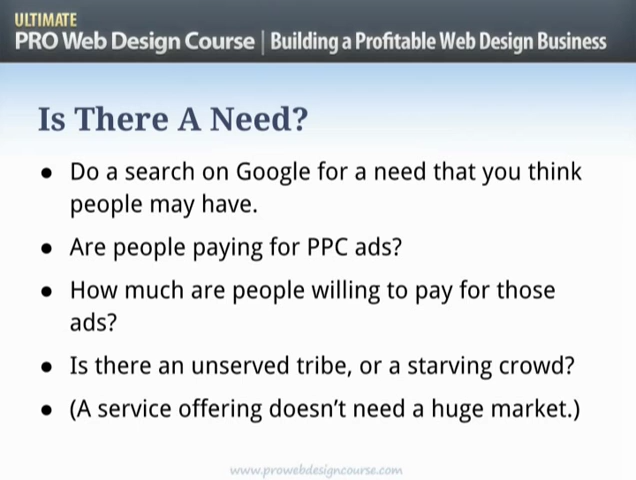 ULTIMATE
PRO Web Design Course | Building a Profitable Web Design Business
Is There A Need?
● Do a search on Google for a need that you think
people may have.
● Are people paying for PPC ads?
● How much are people willing to pay for those
ads?
● Is there an unserved tribe, or a starving crowd?
● (A service offering doesn’t need a huge market.)
www.prowebdesigncourse.com